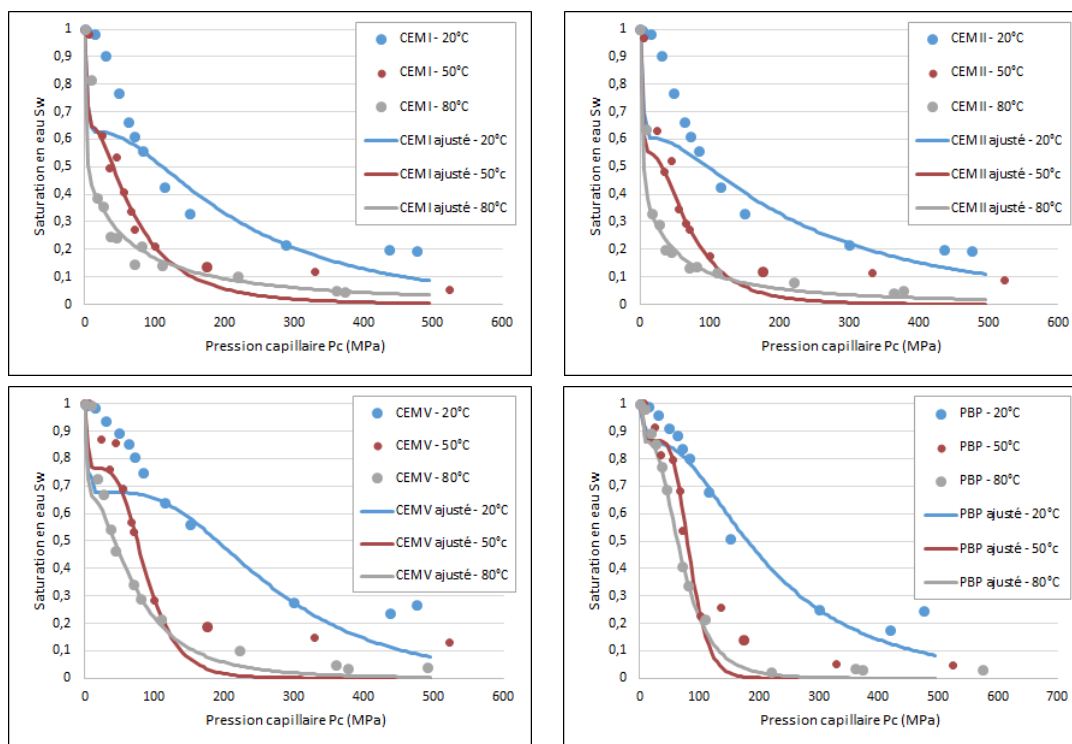 Saturation en eau Sw
1
0,9
0,8
0,7
0,6
0,5
0,4
0,3
0,2
0,1
0
0 100 200 300 400 500 600
Pression capillaire Pc (MPa)
CEM I - 20°C
CEM I - 50°C
CEM I - 80°C
CEM I ajusté - 20°C
CEM I ajusté - 50°c
CEM I ajusté - 80°C
Saturation en eau Sw
1
0,9
0,8
0,7
0,6
0,5
0,4
0,3
0,2
0,1
0
0 100 200 300 400 500 600
Pression capillaire Pc (MPa)
CEM II - 20°C
CEM II - 50°C
CEM II - 80°C
CEM II ajusté - 20°C
CEM II ajusté - 50°c
CEM II ajusté - 80°C
Saturation en eau Sw
1
0,9
0,8
0,7
0,6
0,5
0,4
0,3
0,2
0,1
0
0 100 200 300 400 500 600
Pression capillaire Pc (MPa)
CEM V - 20°C
CEM V - 50°C
CEM V - 80°C
CEM V ajusté - 20°C
CEM V ajusté - 50°c
CEM V ajusté - 80°C
Saturation en eau Sw
1
0,9
0,8
0,7
0,6
0,5
0,4
0,3
0,2
0,1
0
0 100 200 300 400 500 600 700
Pression capillaire Pc (MPa)
PBP - 20°C
PBP - 50°C
PBP - 80°C
PBP ajusté - 20°C
PBP ajusté - 50°c
PBP ajusté - 80°C